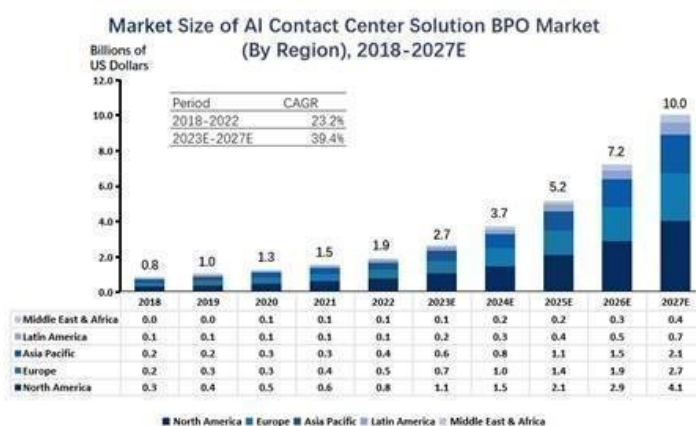 Market Size of AI Contact Center Solution BPO Market
(By Region), 2018-2027E
Billions of
US Dollars
12.0
10.0
8.0
6.0
4.0
2.0
0.0
Period CAGR
2018-2022 23.2%
2023E-2027E 39.4%
0.8 1.0 1.3 1.5 1.9 2.7 3.7 5.2 7.2 10.0
2018 2019 2020 2021 2022 2023E 2024E 2025E 2026E 2027E
Middle East & Africa 0.0 0.0 0.1 0.1 0.1 0.1 0.2 0.2 0.3 0.4
Latin America 0.1 0.1 0.1 0.1 0.1 0.2 0.3 0.4 0.5 0.7
Asia Pacific 0.2 0.2 0.3 0.3 0.4 0.6 0.8 1.1 1.5 2.1
Europe 0.2 0.3 0.3 0.4 0.5 0.7 1.0 1.4 1.9 2.7
North America 0.3 0.4 0.5 0.6 0.8 1.1 1.5 2.1 2.9 4.1
North America Europe Asia Pacific Latin America Middle East & Africa